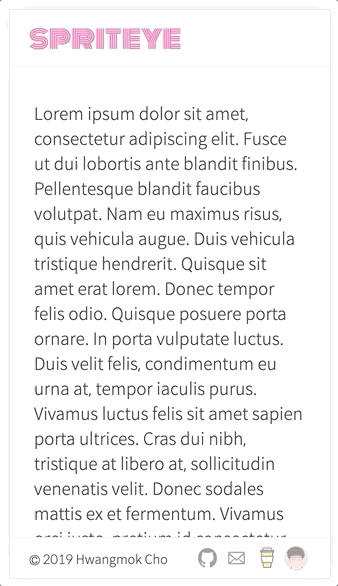 SPRITEYE
Lorem ipsum dolor sit amet,
consectetur adipiscing elit. Fusce
ut dui lobortis ante blandit finibus.
Pellentesque blandit faucibus
volutpat. Nam eu maximus risus,
quis vehicula augue. Duis vehicula
tristique hendrerit. Quisque sit
amet erat lorem. Donec tempor
felis odio. Quisque posuere porta
ornare. In porta vulputate luctus.
Duis velit felis, condimentum eu
urna at, tempor iaculis purus.
Vivamus luctus felis sit amet sapien
porta ultrices. Cras dui nibh,
tristique at libero at, sollicitudin
venenatis velit. Donec sodales
mattis ex et fermentum. Vivamus
© 2019 Hwangmok Cho